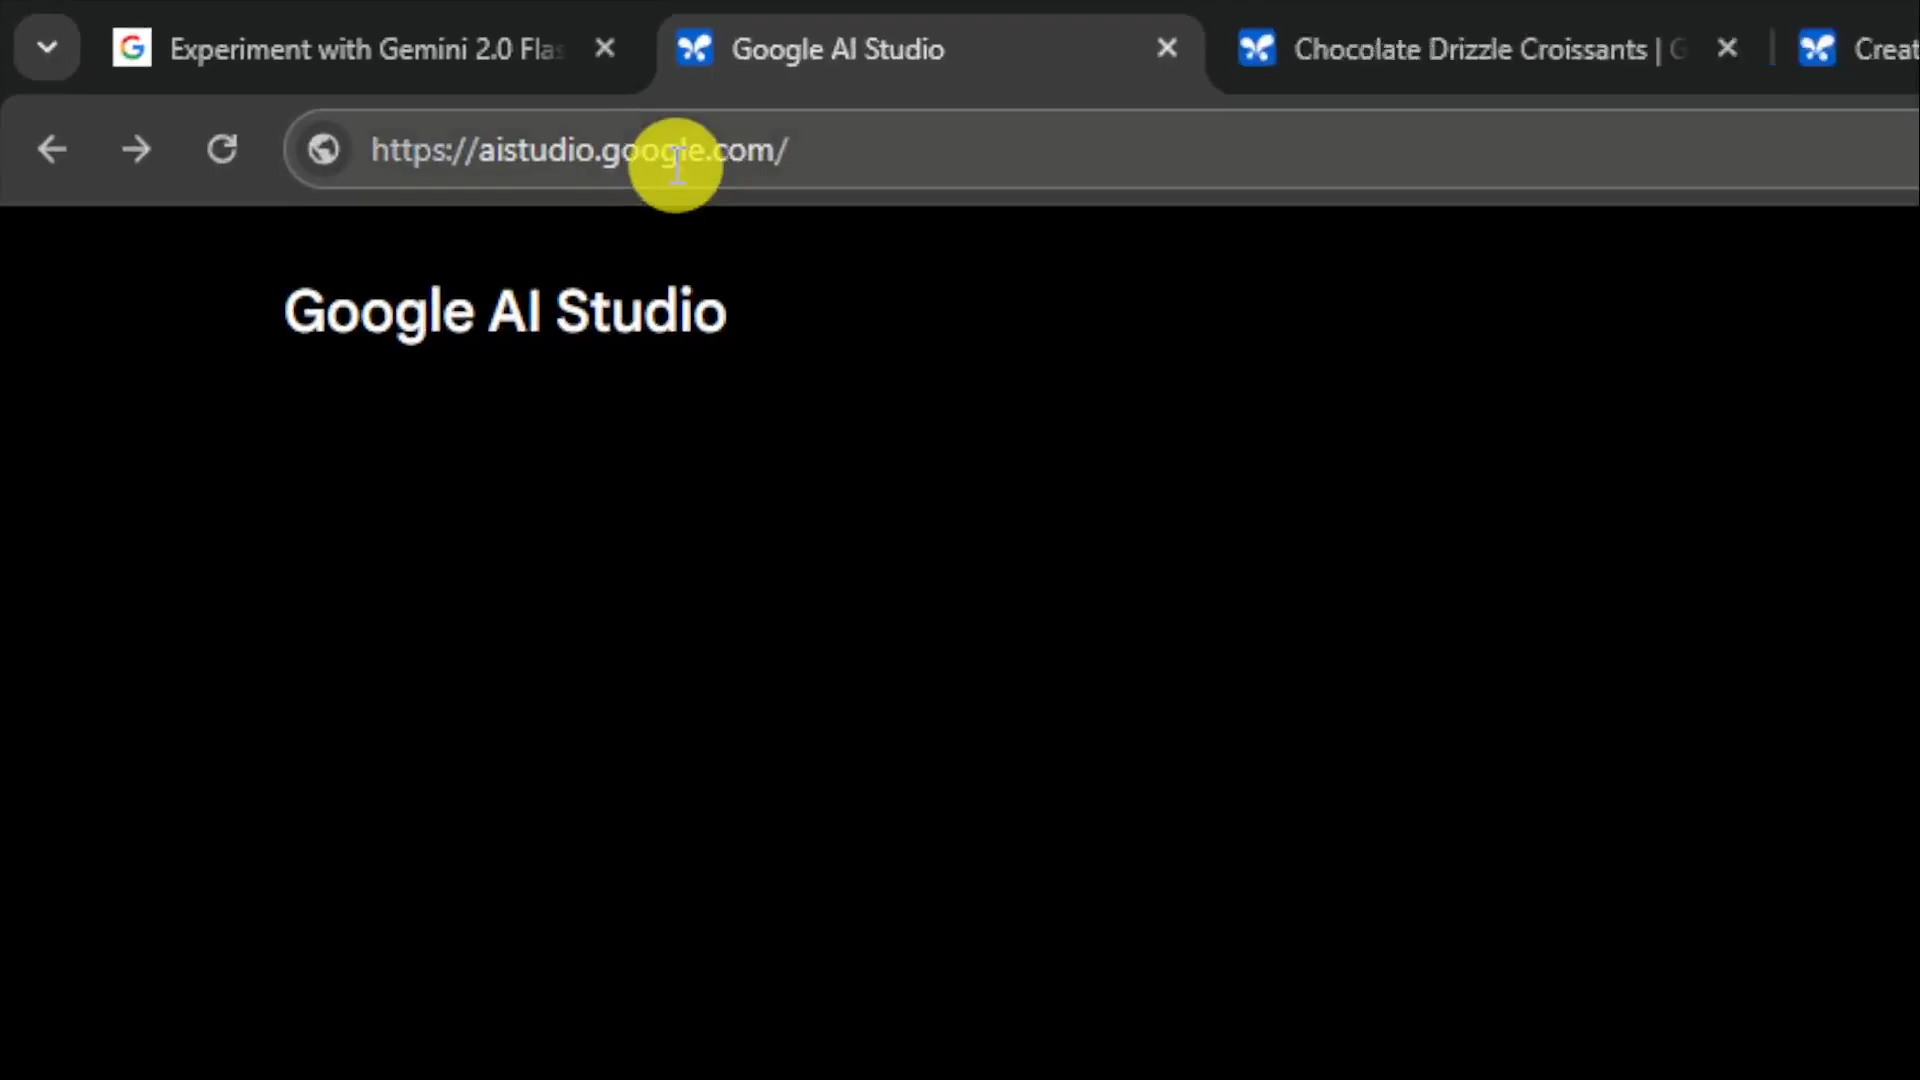 Experiment with Gemini 2.0 Flas
Google AI Studio
Chocolate Drizzle Croissants | G
Creat
https://aistudio.google.com/
Google AI Studio